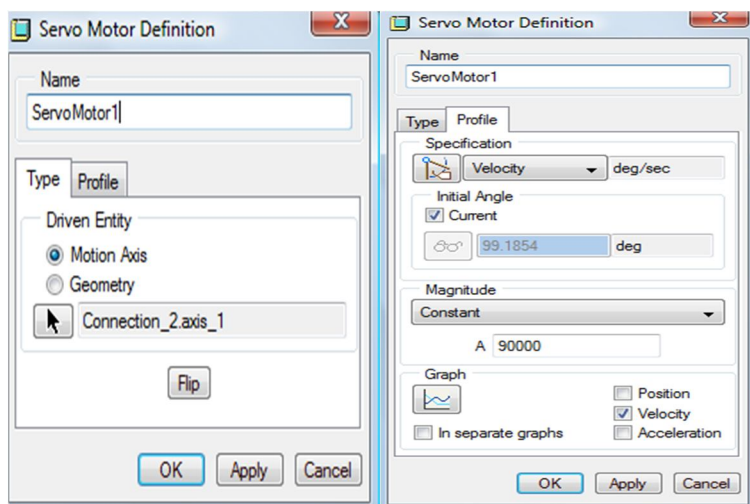 Servo Motor Definition
Name
ServoMotor1
Type Profile
Driven Entity
Motion Axis
Geometry
Connection_2.axis_1
Flip
OK Apply Cancel
Servo Motor Definition
Name
ServoMotor1
Type Profile
Specification
Velocity deg/sec
Initial Angle
Current
99.1854 deg
Magnitude
Constant
A 90000
Graph
Position
Velocity
In separate graphs Acceleration
OK Apply Cancel